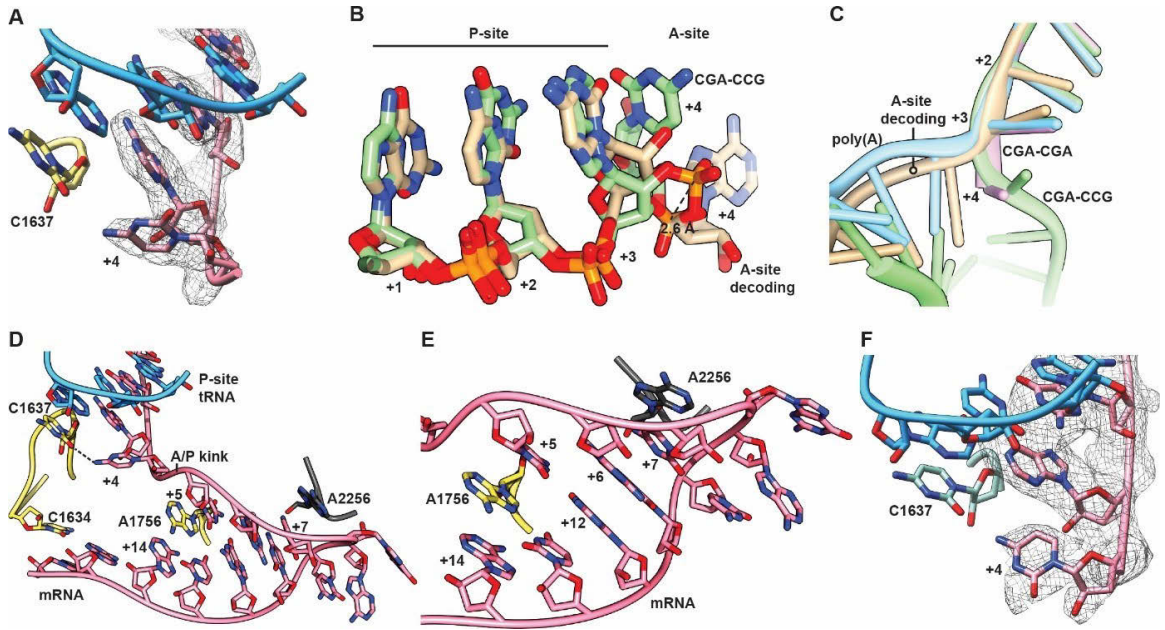 A
C1637
+4
B
P-site
A-site
CGA-CCG
+4
2.6 A
+4
+3
+1
+2
A-site
decoding
C
+2
A-site
decoding
+3
poly(A)
CGA-CGA
+4
CGA-CCG
D
P-site
tRNA
C1637
A/P kink
+4
+5
A2256
C1634
A1756
+7
+14
mRNA
E
A2256
+5
+7
+6
A1756
+12
+14
mRNA
F
C1637
+4